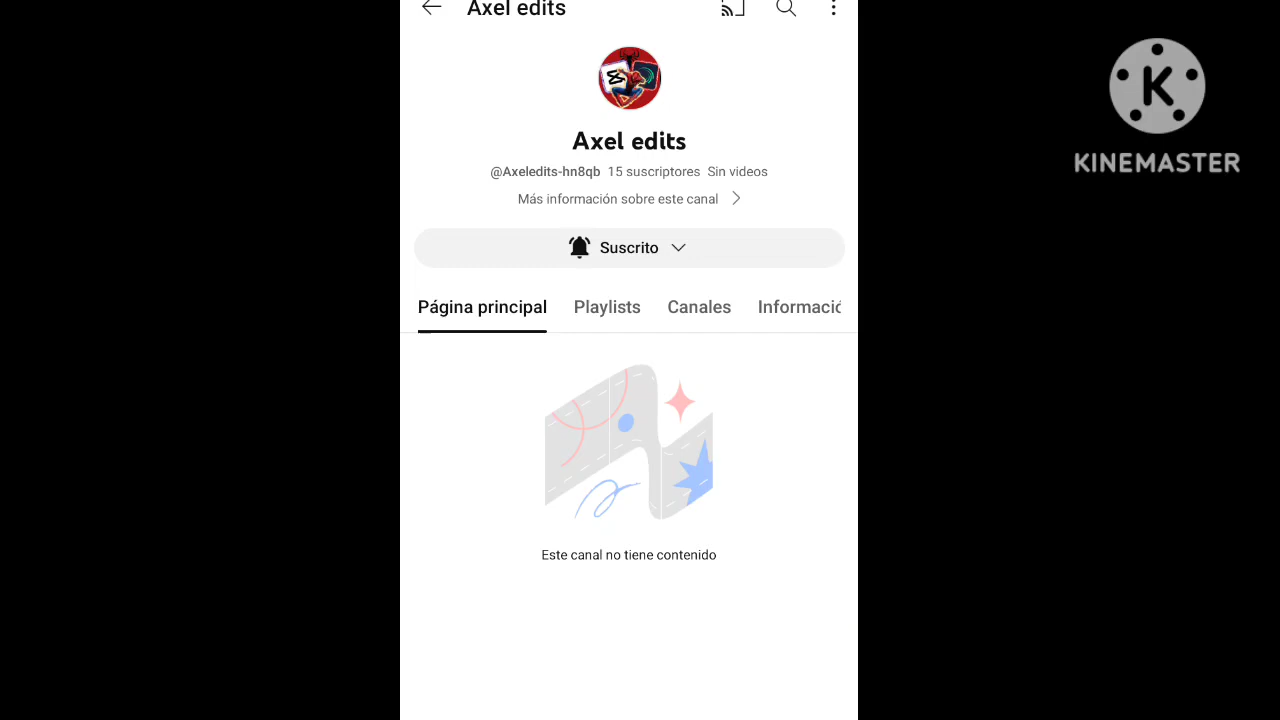 Axel edits
K
KINEMASTER
Axel edits
@Axeledits-hn8qb 15 suscriptores Sin videos
Más información sobre este canal
Suscrito
Página principal Playlists Canales Informació
Este canal no tiene contenido